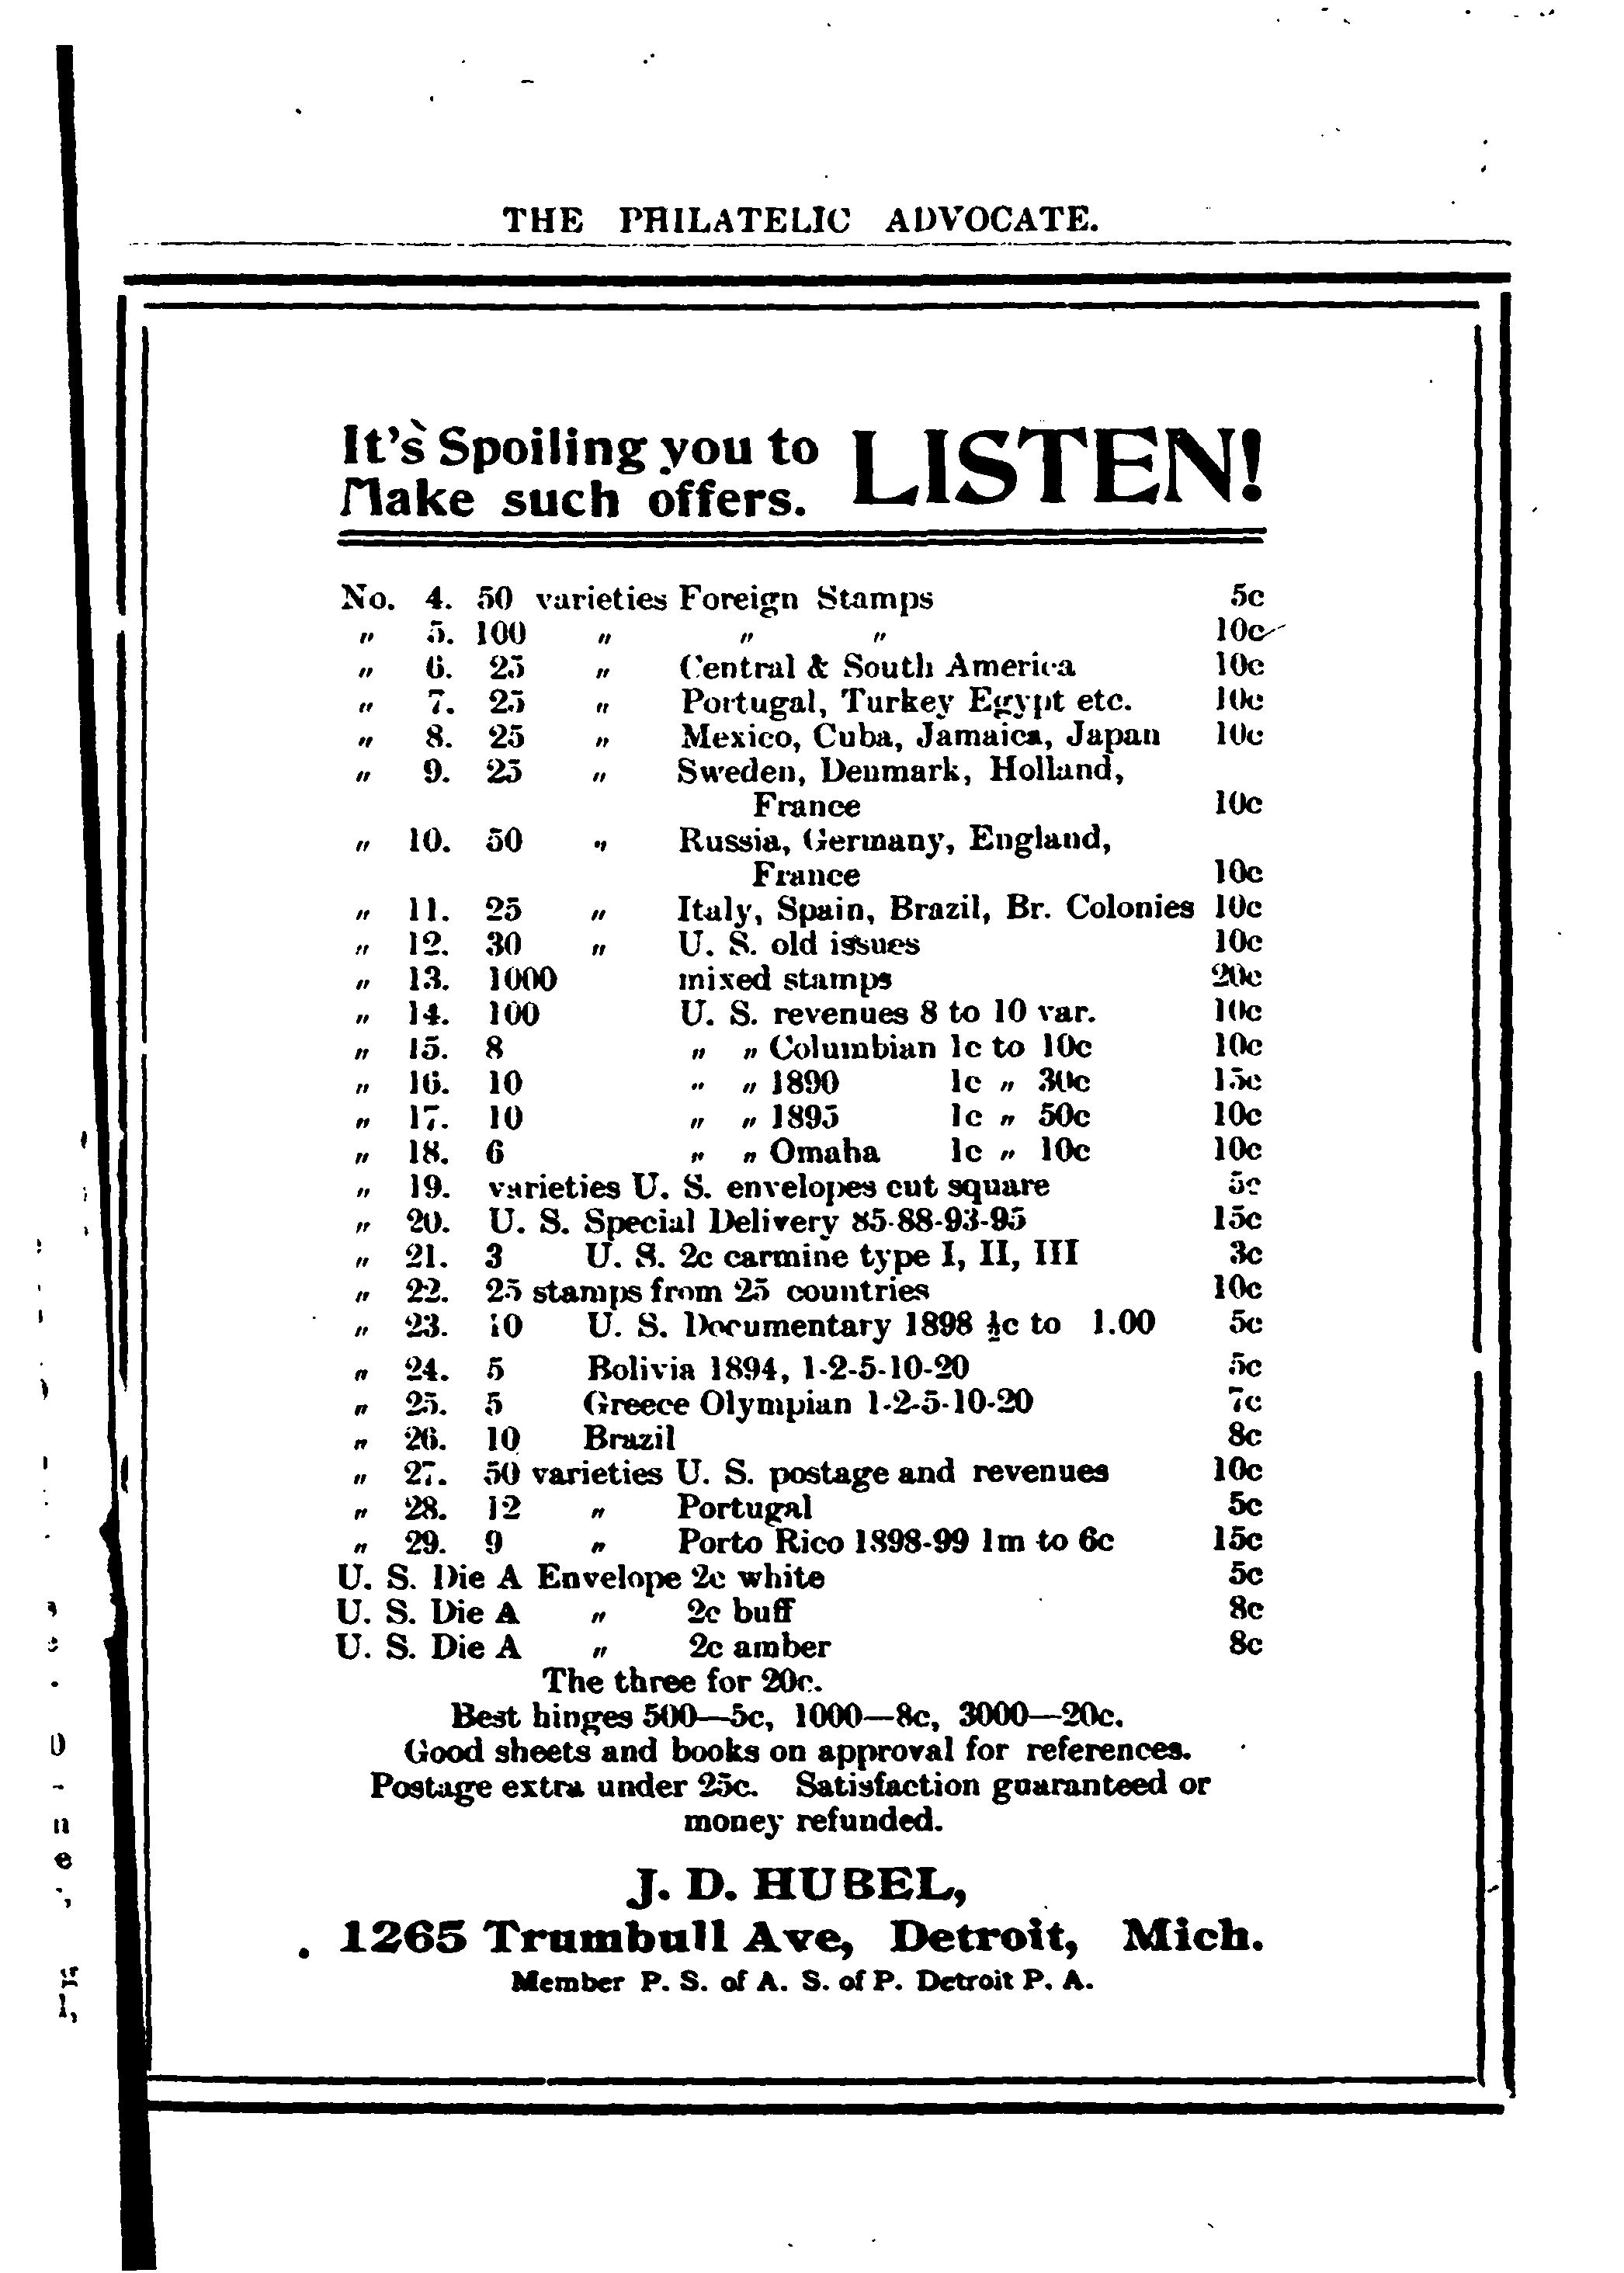 THE PHILATELIC ADVOCATE.
It's Spoiling you to
Make such offers. LISTEN!
No. 4. 50 varieties Foreign Stamps 5c
„ 5. 100 „ „ „ 10c
„ 6. 25 „ Central & South America 10c
„ 7. 25 „ Portugal, Turkey Egypt etc. 10c
„ 8. 25 „ Mexico, Cuba, Jamaica, Japan 10c
„ 9. 25 „ Sweden, Denmark, Holland,
France 10c
„ 10. 50 „ Russia, Germany, England,
France 10c
„ 11. 25 „ Italy, Spain, Brazil, Br. Colonies 10c
„ 12. 30 „ U. S. old issues 10c
„ 13. 1000 mixed stamps 20c
„ 14. 100 U. S. revenues 8 to 10 var. 10c
„ 15. 8 „ „ Columbian 1c to 10c 10c
„ 16. 10 „ „ 1890 1c „ 30c 15c
„ 17. 10 „ „ 1895 1c „ 50c 10c
„ 18. 6 „ „ Omaha 1c „ 10c 10c
„ 19. varieties U. S. envelopes cut square 5c
„ 20. U. S. Special Delivery 85-88-93-95 15c
„ 21. 3 U. S. 2c carmine type I, II, III 3c
„ 22. 25 stamps from 25 countries 10c
„ 23. 10 U. S. Documentary 1898 ½c to 1.00 5c
„ 24. 5 Bolivia 1894, 1-2-5-10-20 5c
„ 25. 5 Greece Olympian 1-2-5-10-20 7c
„ 26. 10 Brazil 8c
„ 27. 50 varieties U. S. postage and revenues 10c
„ 28. 12 „ Portugal 5c
„ 29. 9 „ Porto Rico 1898-99 1m to 6c 15c
U. S. Die A Envelope 2c white 5c
U. S. Die A „ 2c buff 8c
U. S. Die A „ 2c amber 8c
The three for 20c.
Best hinges 500—5c, 1000—8c, 3000—20c.
Good sheets and books on approval for references.
Postage extra under 25c. Satisfaction guaranteed or
money refunded.
J. D. HUBEL,
1265 Trumbull Ave, Detroit, Mich.
Member P. S. of A. S. of P. Detroit P. A.